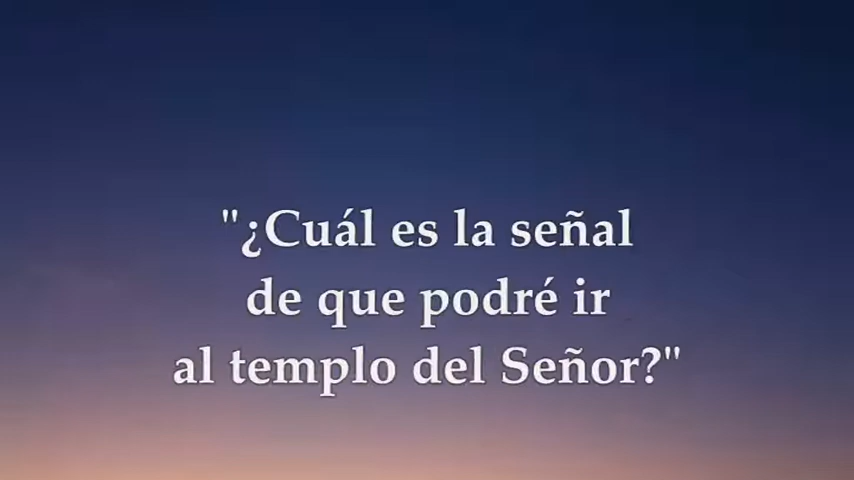 "¿Cuál es la señal
de que podré ir
al templo del Señor?"